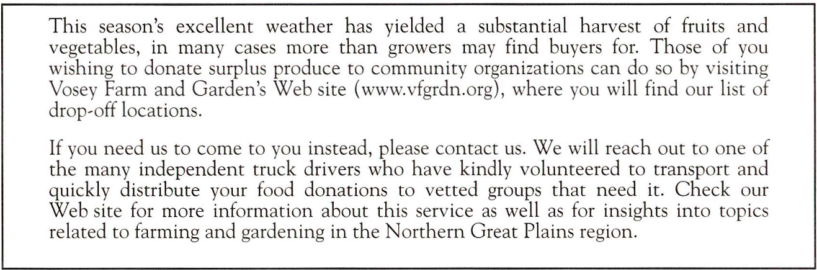 This season's excellent weather has yielded a substantial harvest of fruits and
vegetables, in many cases more than growers may find buyers for. Those of you
wishing to donate surplus produce to community organizations can do so by visiting
Vosey Farm and Garden's Web site (www.vfgrdn.org), where you will find our list of
drop-off locations.
If you need us to come to you instead, please contact us. We will reach out to one of
the many independent truck drivers who have kindly volunteered to transport and
quickly distribute your food donations to vetted groups that need it. Check our
Web site for more information about this service as well as for insights into topics
related to farming and gardening in the Northern Great Plains region.